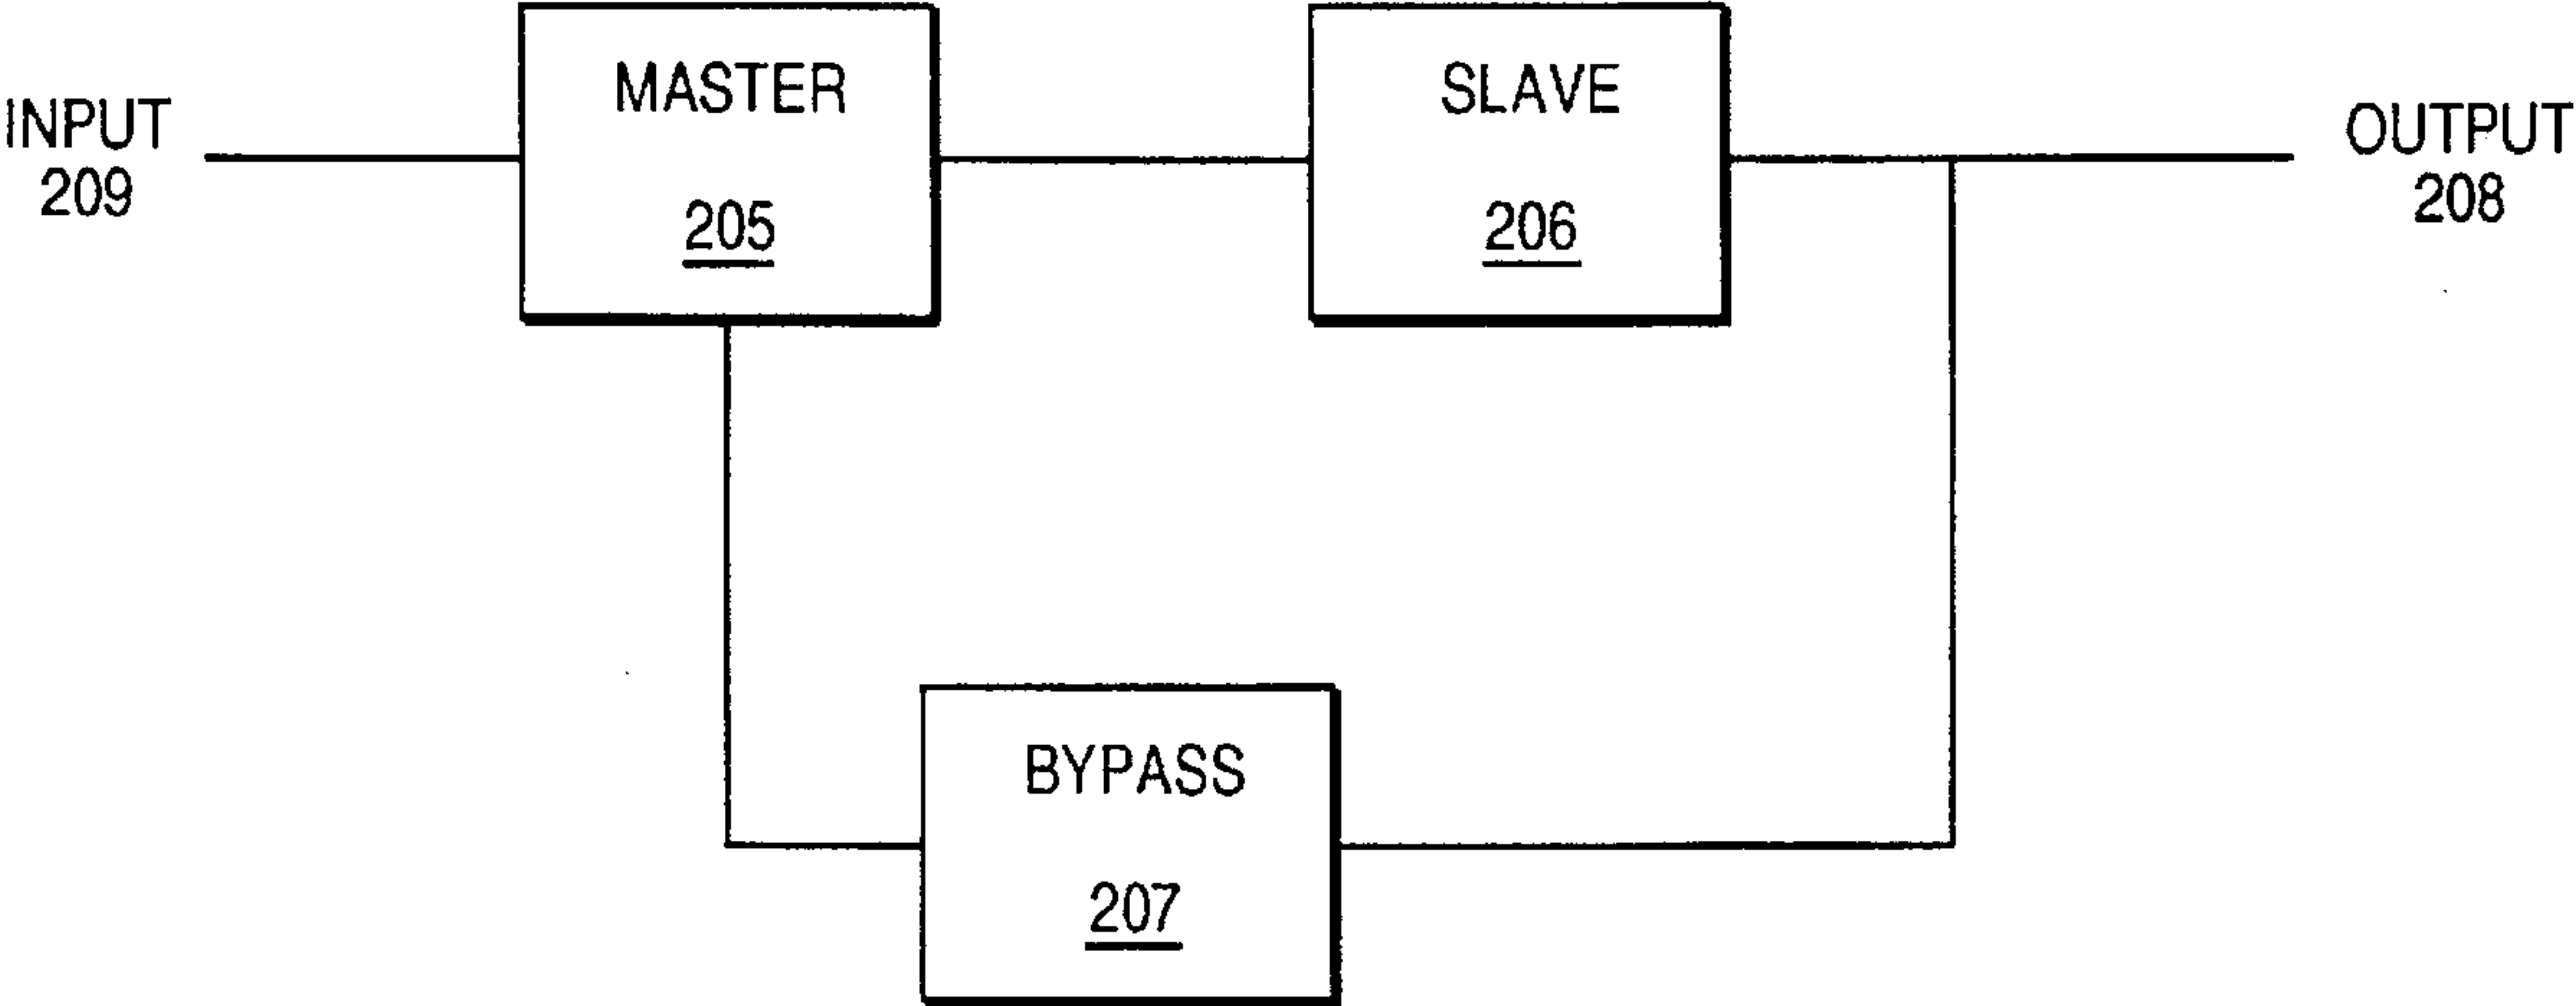 INPUT
209
MASTER
205
SLAVE
206
OUTPUT
208
BYPASS
207